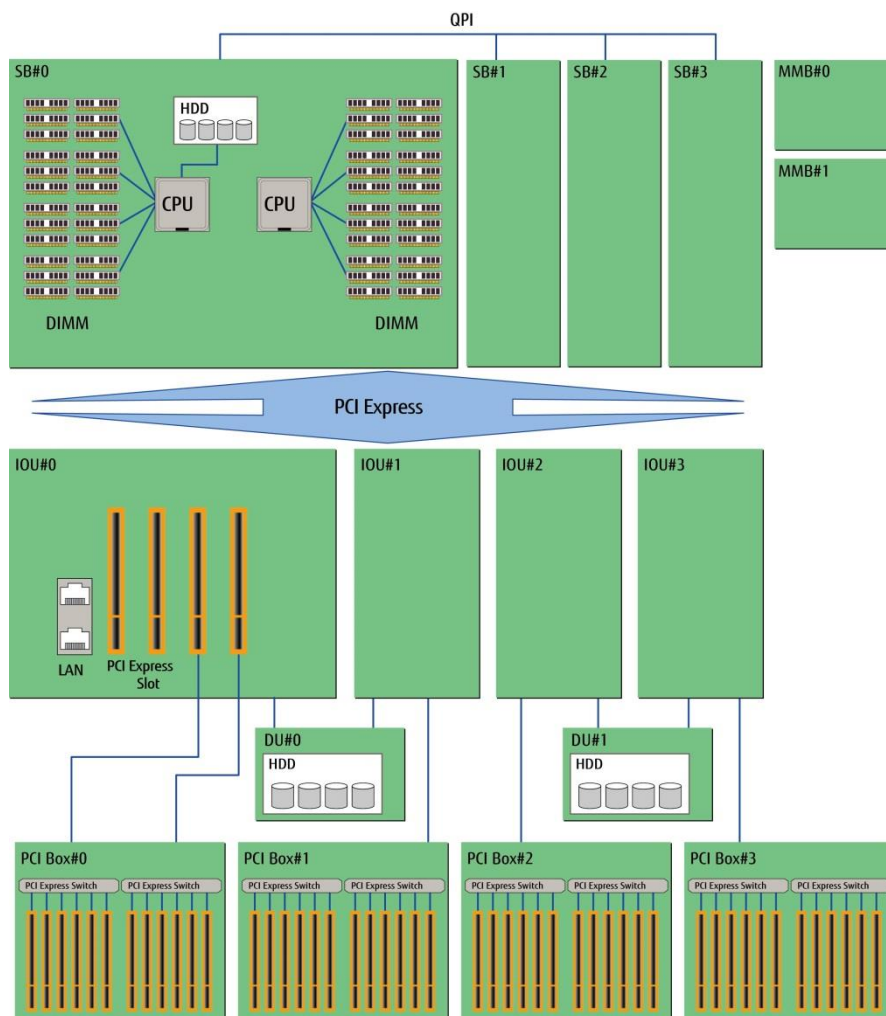 QPI
SB#0
SB#1
SB#2
SB#3
MMB#0
HDD
MMB#1
CPU
CPU
DIMM
DIMM
PCI Express
IOU#0
IOU#1
IOU#2
IOU#3
LAN
PCI Express
Slot
DU#0
HDD
DU#1
HDD
PCI Box#0
PCI Box#1
PCI Box#2
PCI Box#3
PCI Express Switch
PCI Express Switch
PCI Express Switch
PCI Express Switch
PCI Express Switch
PCI Express Switch
PCI Express Switch
PCI Express Switch